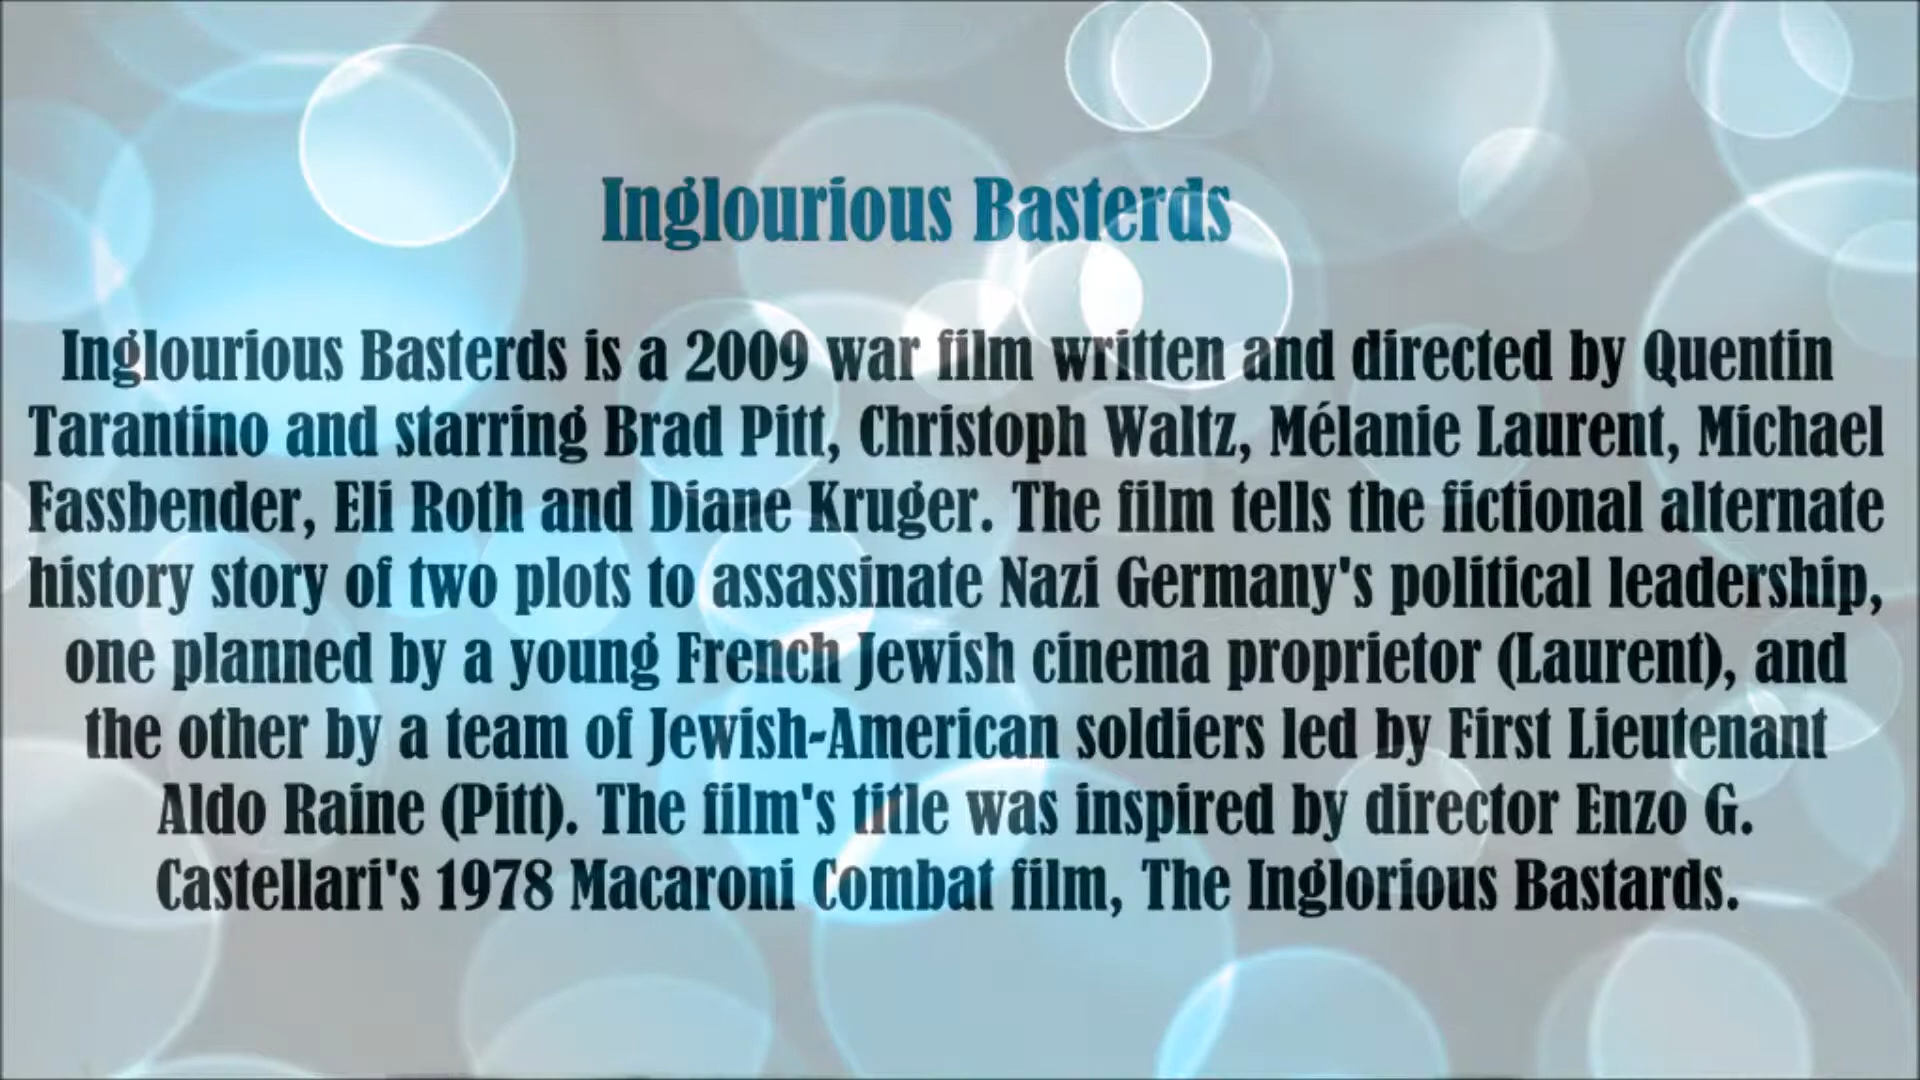 Inglourious Basterds
Inglourious Basterds is a 2009 war film written and directed by Quentin
Tarantino and starring Brad Pitt, Christoph Waltz, Mélanie Laurent, Michael
Fassbender, Eli Roth and Diane Kruger. The film tells the fictional alternate
history story of two plots to assassinate Nazi Germany's political leadership,
one planned by a young French Jewish cinema proprietor (Laurent), and
the other by a team of Jewish-American soldiers led by First Lieutenant
Aldo Raine (Pitt). The film's title was inspired by director Enzo G.
Castellari's 1978 Macaroni Combat film, The Inglorious Bastards.